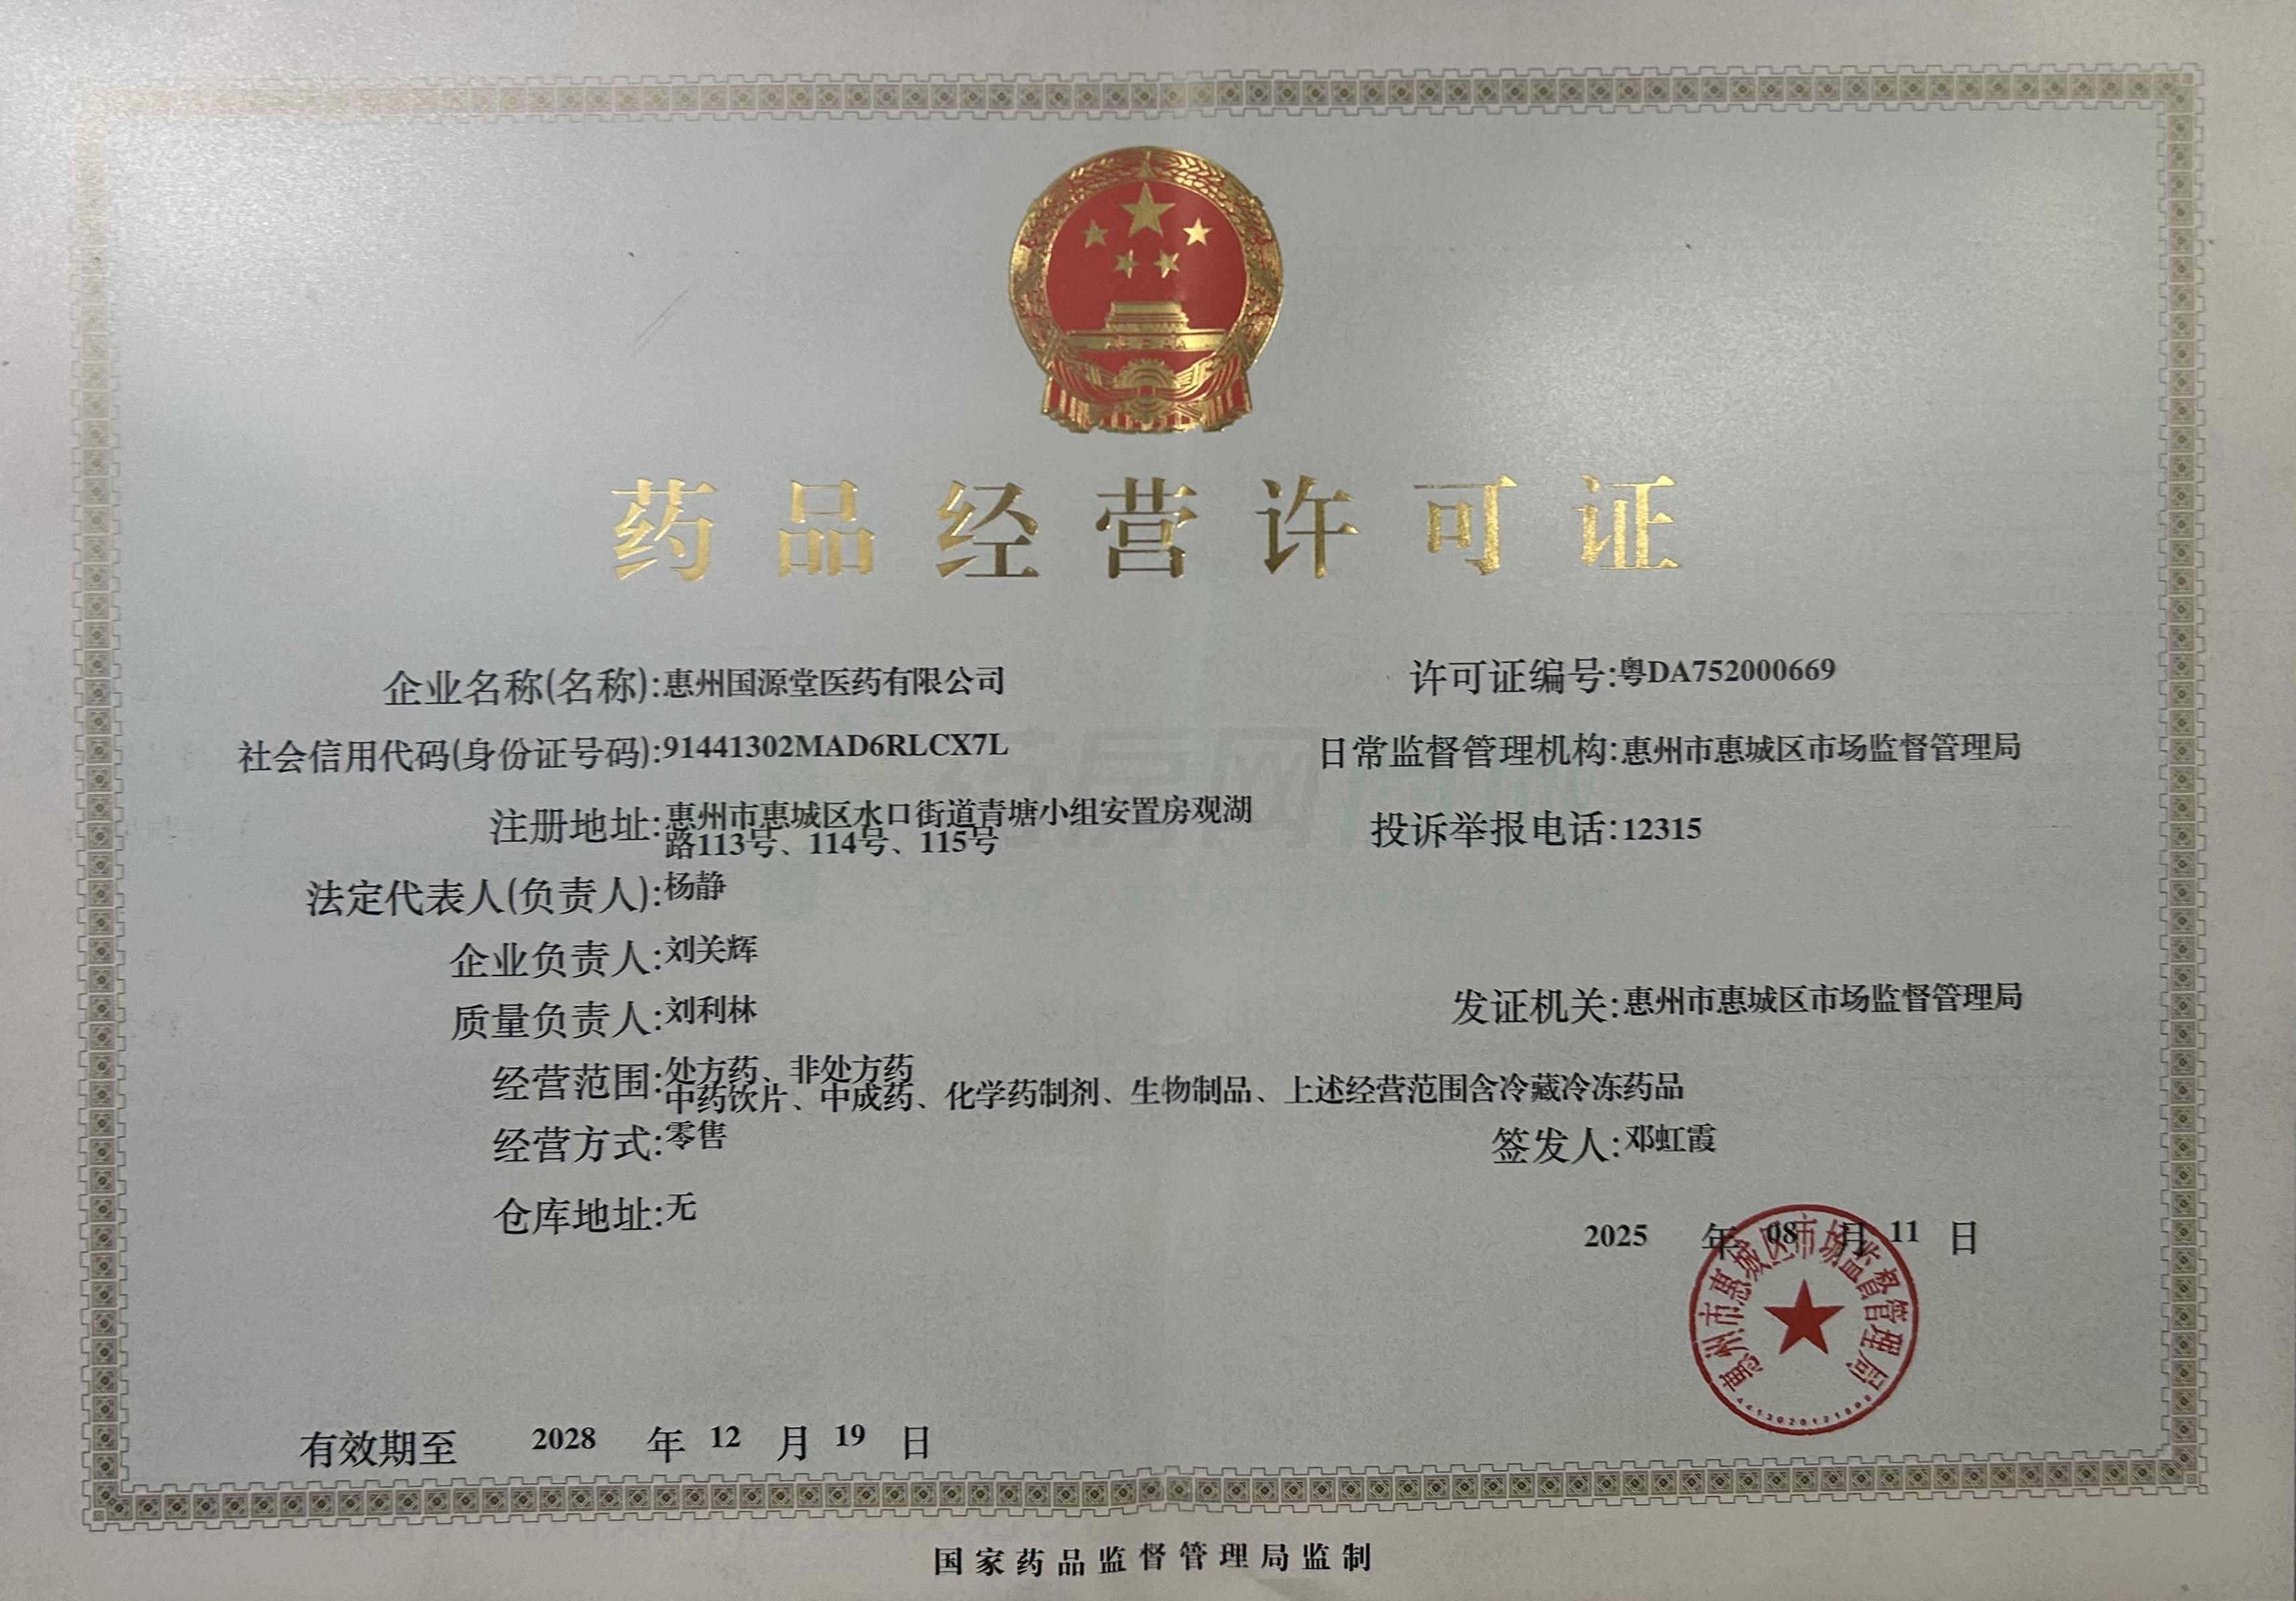 药品经营许可证
企业名称(名称):惠州国源堂医药有限公司
许可证编号:粤DA752000669
社会信用代码(身份证号码):91441302MAD6RLCX7L
日常监督管理机构:惠州市惠城区市场监督管理局
注册地址:惠州市惠城区水口街道青塘小组安置房观湖
路113号、114号、115号
投诉举报电话:12315
法定代表人(负责人):杨静
企业负责人:刘关辉
质量负责人:刘利林
发证机关:惠州市惠城区市场监督管理局
经营范围:处方药、非处方药
中药饮片、中成药、化学药制剂、生物制品、上述经营范围含冷藏冷冻药品
经营方式:零售
签发人:邓虹霞
仓库地址:无
2025 年 08 月 11 日
惠州市惠城区市场监督管理局
有效期至 2028 年 12 月 19 日
国家药品监督管理局监制